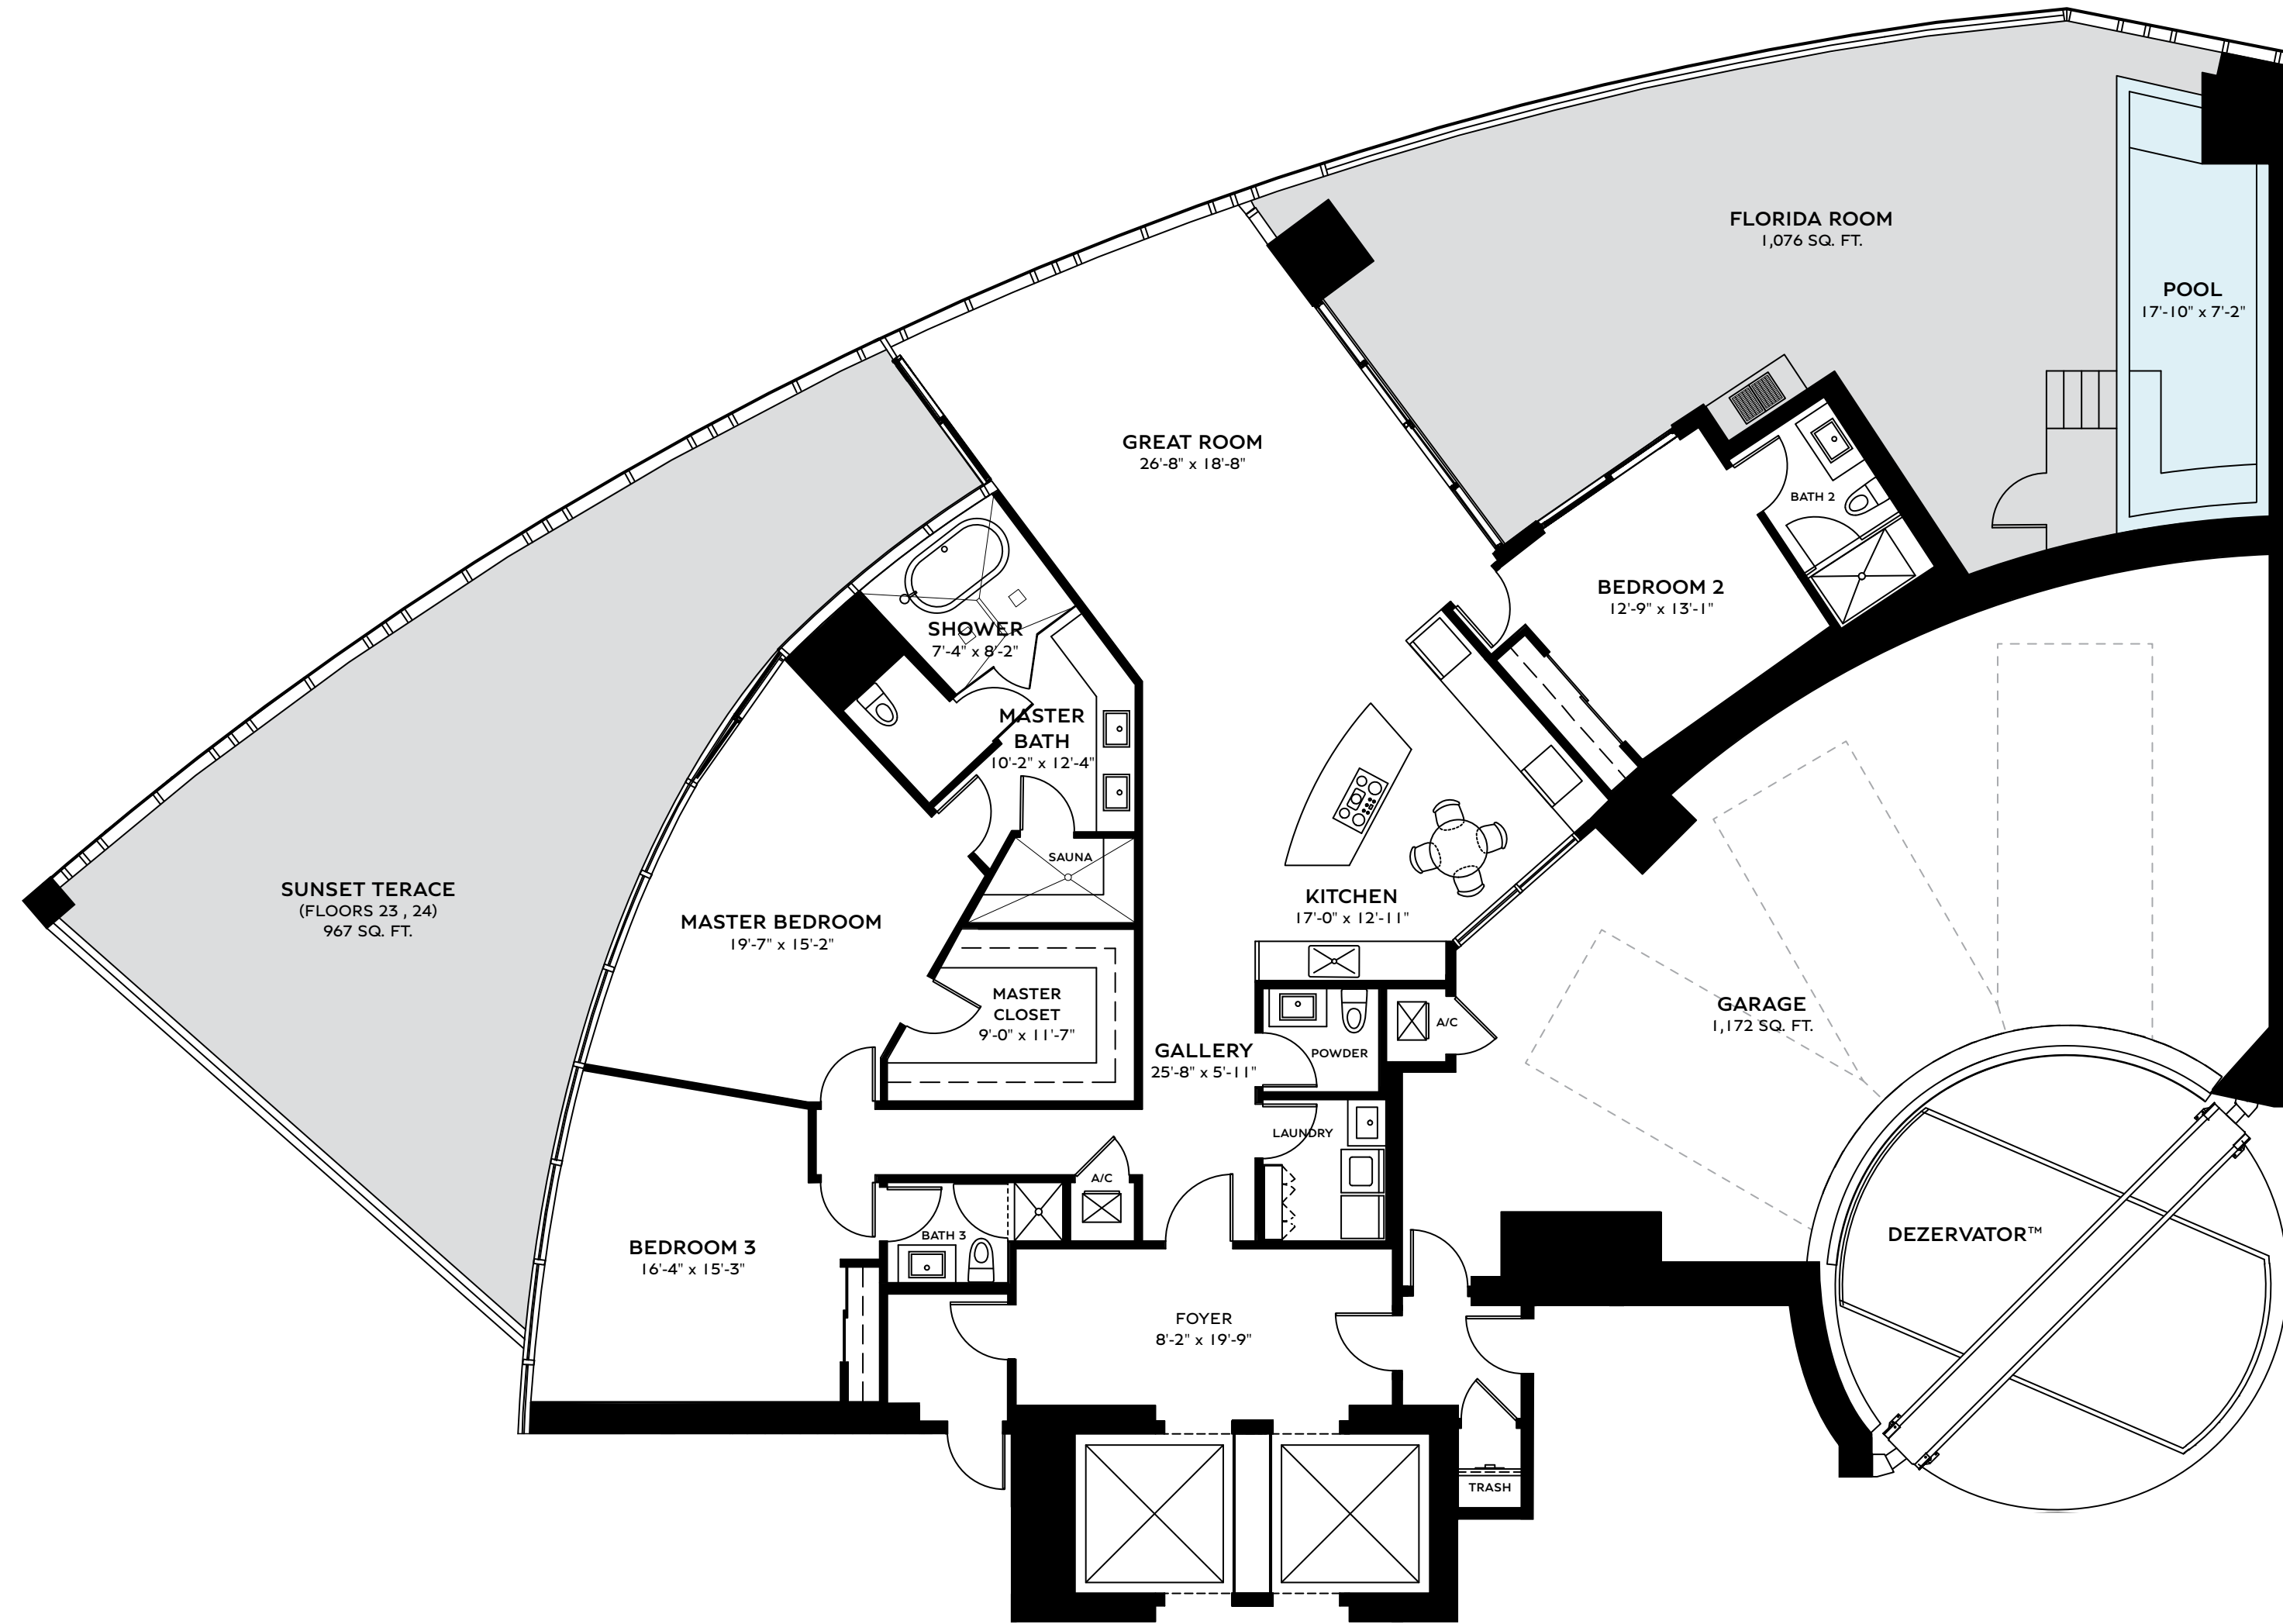 FLORIDA ROOM
1,076 SQ. FT.
POOL
17'-10" x 7'-2"
GREAT ROOM
26'-8" x 18'-8"
BATH 2
BEDROOM 2
12'-9" x 13'-1"
SHOWER
7'-4" x 8'-2"
MASTER
BATH
10'-2" x 12'-4"
SAUNA
SUNSET TERACE
(FLOORS 23 , 24)
967 SQ. FT.
MASTER BEDROOM
19'-7" x 15'-2"
KITCHEN
17'-0" x 12'-11"
MASTER
CLOSET
9'-0" x 11'-7"
GARAGE
1,172 SQ. FT.
A/C
GALLERY
25'-8" x 5'-11"
POWDER
LAUNDRY
A/C
BATH 3
DEZERVATOR™
BEDROOM 3
16'-4" x 15'-3"
FOYER
8'-2" x 19'-9"
TRASH